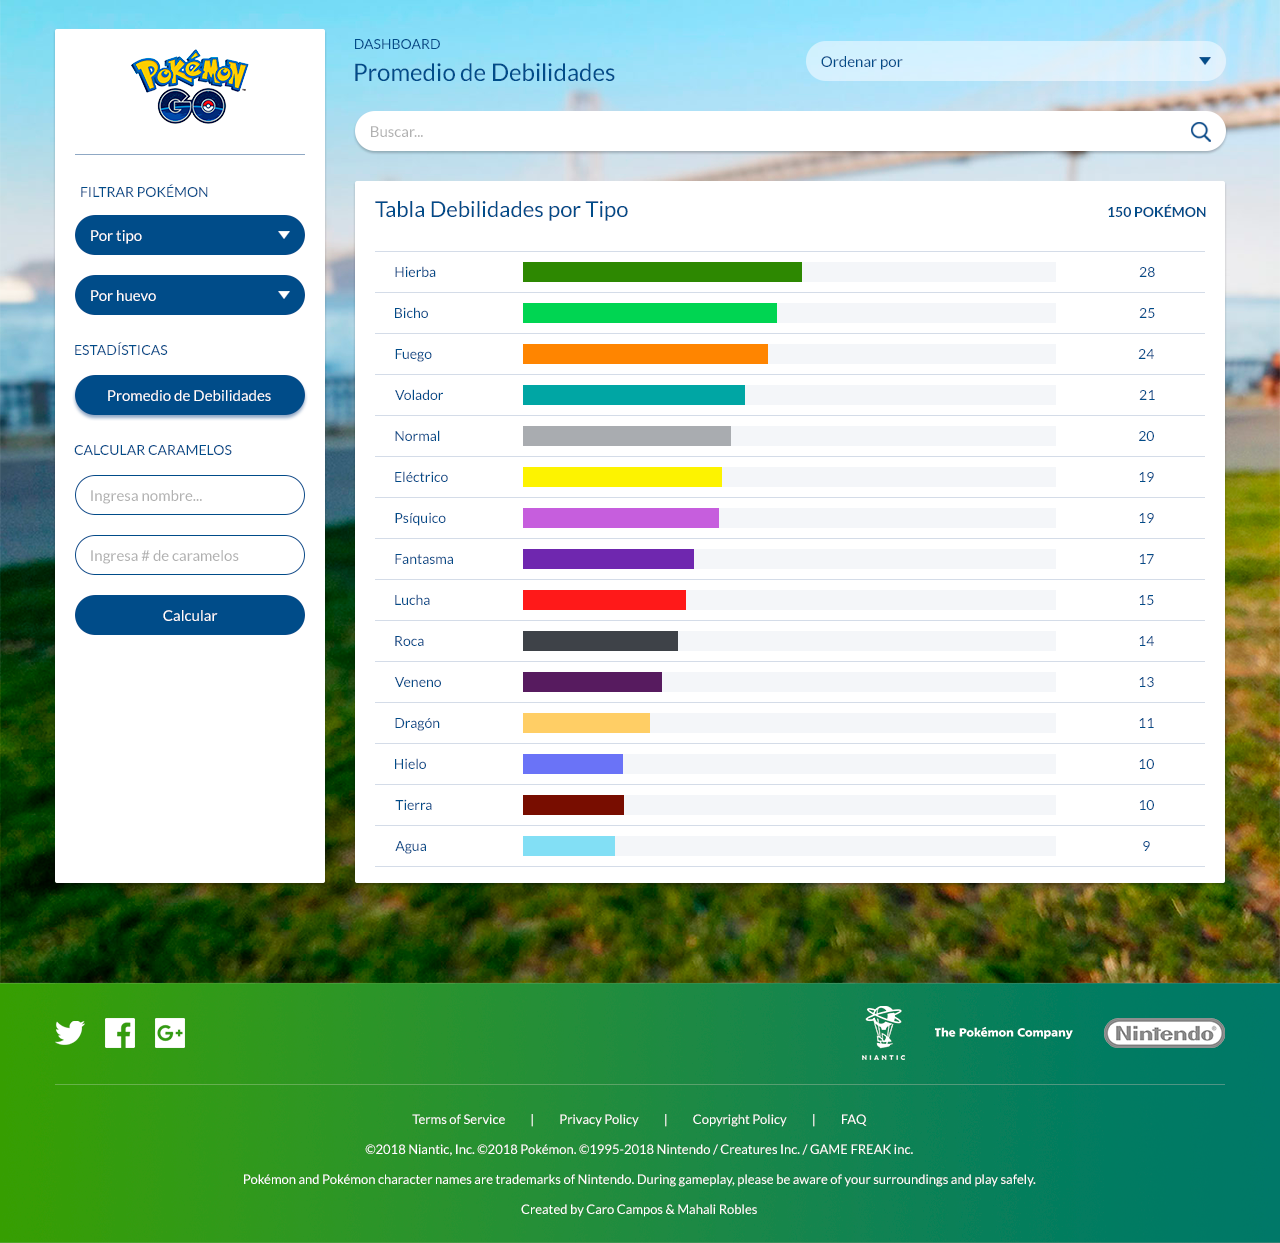 POKéMON
GO
FILTRAR POKÉMON
Por tipo
Por huevo
ESTADÍSTICAS
Promedio de Debilidades
CALCULAR CARAMELOS
Ingresa nombre...
Ingresa # de caramelos
Calcular
DASHBOARD
Promedio de Debilidades
Ordenar por
Buscar...
Tabla Debilidades por Tipo
150 POKÉMON
Hierba 28
Bicho 25
Fuego 24
Volador 21
Normal 20
Eléctrico 19
Psíquico 19
Fantasma 17
Lucha 15
Roca 14
Veneno 13
Dragón 11
Hielo 10
Tierra 10
Agua 9
G+
NIANTIC
The Pokémon Company
Nintendo®
Terms of Service | Privacy Policy | Copyright Policy | FAQ
©2018 Niantic, Inc. ©2018 Pokémon. ©1995-2018 Nintendo / Creatures Inc. / GAME FREAK inc.
Pokémon and Pokémon character names are trademarks of Nintendo. During gameplay, please be aware of your surroundings and play safely.
Created by Caro Campos & Mahali Robles